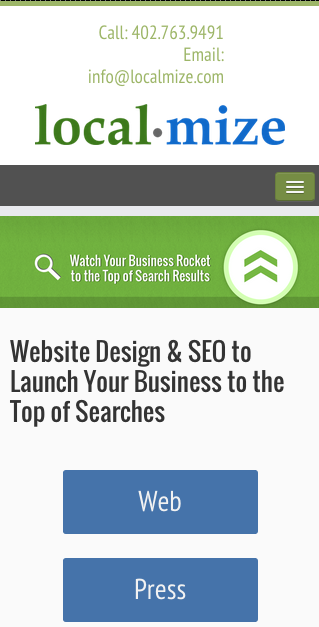 Call: 402.763.9491
Email:
info@localmize.com
local·mize
Watch Your Business Rocket
to the Top of Search Results
Website Design & SEO to
Launch Your Business to the
Top of Searches
Web
Press